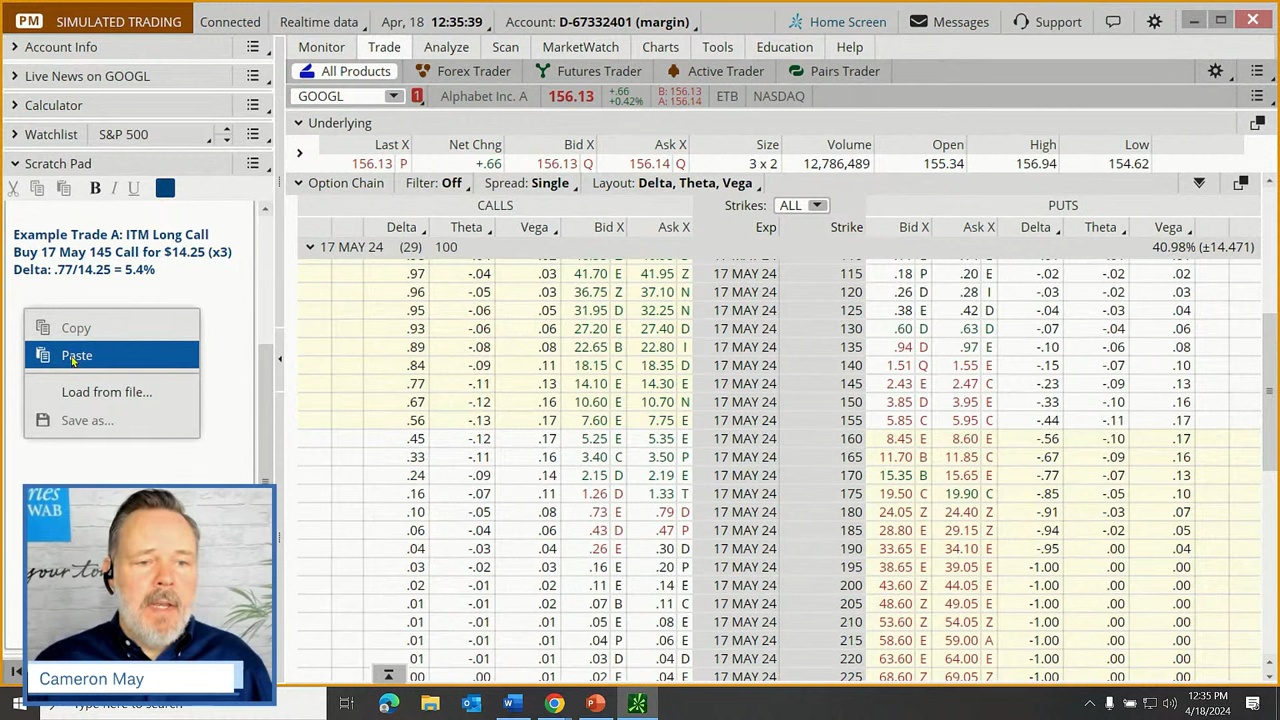 PM SIMULATED TRADING Connected Realtime data Apr, 18 12:35:39 Account: D-67332401 (margin) Home Screen Messages Support
Account Info
Live News on GOOGL
Calculator
Watchlist S&P 500
Scratch Pad
B I U
Example Trade A: ITM Long Call
Buy 17 May 145 Call for $14.25 (x3)
Delta: .77/14.25 = 5.4%
Copy
Paste
Load from file...
Save as...
Monitor Trade Analyze Scan MarketWatch Charts Tools Education Help
All Products Forex Trader Futures Trader Active Trader Pairs Trader
GOOGL 1 Alphabet Inc. A 156.13 +.66 +0.42% B: 156.13 A: 156.14 ETB NASDAQ
Underlying
Last X Net Chng Bid X Ask X Size Volume Open High Low
156.13 P +.66 156.13 Q 156.14 Q 3 x 2 12,786,489 155.34 156.94 154.62
Option Chain Filter: Off Spread: Single Layout: Delta, Theta, Vega
CALLS Strikes: ALL PUTS
Delta Theta Vega Bid X Ask X Exp Strike Bid X Ask X Delta Theta Vega
17 MAY 24 (29) 100 40.98% (±14.471)
.97 -.04 .03 41.70 E 41.95 Z 17 MAY 24 115 .18 P .20 E -.02 -.02 .02
.96 -.05 .03 36.75 Z 37.10 N 17 MAY 24 120 .26 D .28 I -.03 -.02 .03
.95 -.06 .05 31.95 D 32.25 N 17 MAY 24 125 .38 E .42 D -.04 -.03 .04
.93 -.06 .06 27.20 E 27.40 D 17 MAY 24 130 .60 D .63 D -.07 -.04 .06
.89 -.08 .08 22.65 B 22.80 I 17 MAY 24 135 .94 D .97 E -.10 -.06 .08
.84 -.09 .11 18.15 C 18.35 D 17 MAY 24 140 1.51 Q 1.55 E -.15 -.07 .10
.77 -.11 .13 14.10 E 14.30 E 17 MAY 24 145 2.43 E 2.47 C -.23 -.09 .13
.67 -.12 .16 10.60 E 10.70 N 17 MAY 24 150 3.85 D 3.95 E -.33 -.10 .16
.56 -.13 .17 7.60 E 7.75 E 17 MAY 24 155 5.85 C 5.95 C -.44 -.11 .17
.45 -.12 .17 5.25 E 5.35 E 17 MAY 24 160 8.45 E 8.60 E -.56 -.10 .17
.33 -.11 .16 3.40 C 3.50 P 17 MAY 24 165 11.70 B 11.85 C -.67 -.09 .16
.24 -.09 .14 2.15 D 2.19 E 17 MAY 24 170 15.35 B 15.65 E -.77 -.07 .13
.16 -.07 .11 1.26 D 1.33 T 17 MAY 24 175 19.50 C 19.90 C -.85 -.05 .10
.10 -.05 .08 .73 E .79 D 17 MAY 24 180 24.05 Z 24.40 Z -.91 -.03 .07
.06 -.04 .06 .43 D .47 P 17 MAY 24 185 28.80 E 29.15 Z -.94 -.02 .05
.04 -.03 .04 .26 E .30 D 17 MAY 24 190 33.65 E 34.10 E -.95 .00 .04
.03 -.02 .03 .16 E .20 P 17 MAY 24 195 38.65 E 39.05 E -1.00 .00 .00
.02 -.01 .02 .11 E .14 E 17 MAY 24 200 43.60 Z 44.05 E -1.00 .00 .00
.01 -.01 .02 .07 B .11 C 17 MAY 24 205 48.60 Z 49.05 E -1.00 .00 .00
.01 -.01 .01 .05 E .08 E 17 MAY 24 210 53.60 Z 54.05 E -1.00 .00 .00
.01 -.01 .01 .04 P .06 E 17 MAY 24 215 58.60 E 59.00 A -1.00 .00 .00
01 -.01 .01 .03 D .04 D 17 MAY 24 220 63.60 E 64.00 E -1.00 .00 .00
00 .00 .01 .02 E .04 E 17 MAY 24 225 68.60 Z 69.05 E -1.00 .00 .00
ries
WAB
your
Cameron May
Type here to search
12:35 PM
4/18/2024